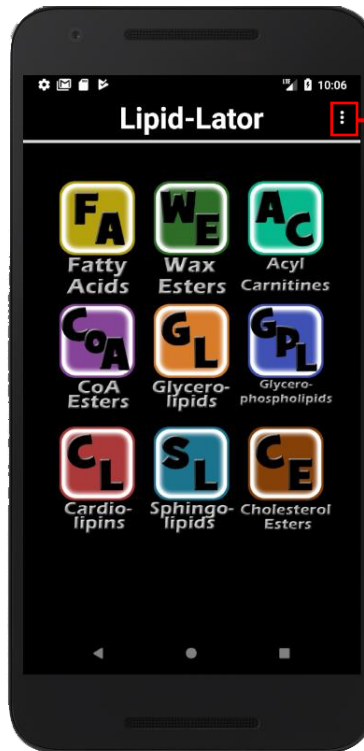 10:06
Lipid-Lator
FA WE AC
Fatty Acids
Wax Esters
Acyl Carnitines
CoA GL GPL
CoA Esters
Glycero-lipids
Glycero-phospholipids
CL SL CE
Cardio-lipins
Sphingo-lipids
Cholesterol Esters